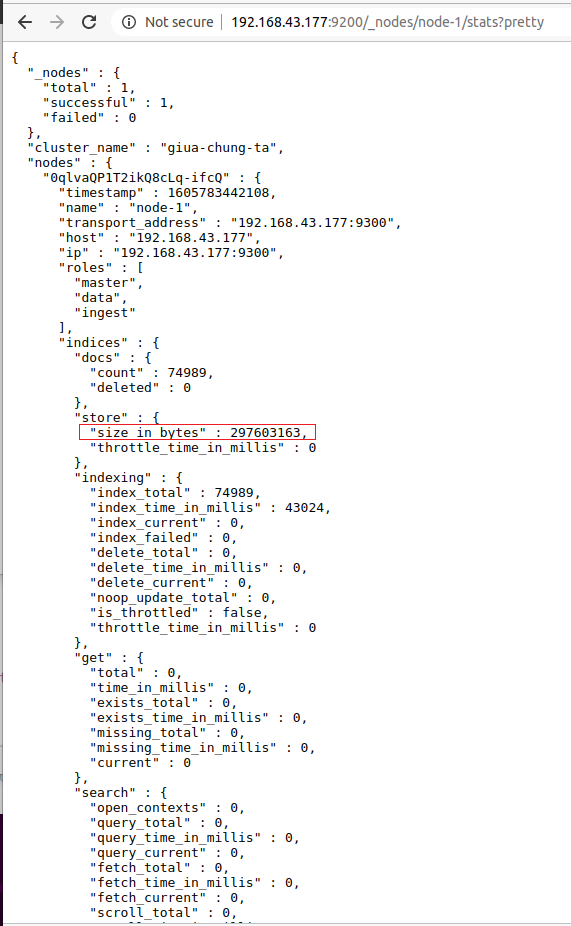 Not secure | 192.168.43.177:9200/_nodes/node-1/stats?pretty
{
  "_nodes" : {
    "total" : 1,
    "successful" : 1,
    "failed" : 0
  },
  "cluster_name" : "giua-chung-ta",
  "nodes" : {
    "0qlvaQP1T2ikQ8cLq-ifcQ" : {
      "timestamp" : 1605783442108,
      "name" : "node-1",
      "transport_address" : "192.168.43.177:9300",
      "host" : "192.168.43.177",
      "ip" : "192.168.43.177:9300",
      "roles" : [
        "master",
        "data",
        "ingest"
      ],
      "indices" : {
        "docs" : {
          "count" : 74989,
          "deleted" : 0
        },
        "store" : {
          "size_in_bytes" : 297603163,
          "throttle_time_in_millis" : 0
        },
        "indexing" : {
          "index_total" : 74989,
          "index_time_in_millis" : 43024,
          "index_current" : 0,
          "index_failed" : 0,
          "delete_total" : 0,
          "delete_time_in_millis" : 0,
          "delete_current" : 0,
          "noop_update_total" : 0,
          "is_throttled" : false,
          "throttle_time_in_millis" : 0
        },
        "get" : {
          "total" : 0,
          "time_in_millis" : 0,
          "exists_total" : 0,
          "exists_time_in_millis" : 0,
          "missing_total" : 0,
          "missing_time_in_millis" : 0,
          "current" : 0
        },
        "search" : {
          "open_contexts" : 0,
          "query_total" : 0,
          "query_time_in_millis" : 0,
          "query_current" : 0,
          "fetch_total" : 0,
          "fetch_time_in_millis" : 0,
          "fetch_current" : 0,
          "scroll_total" : 0,